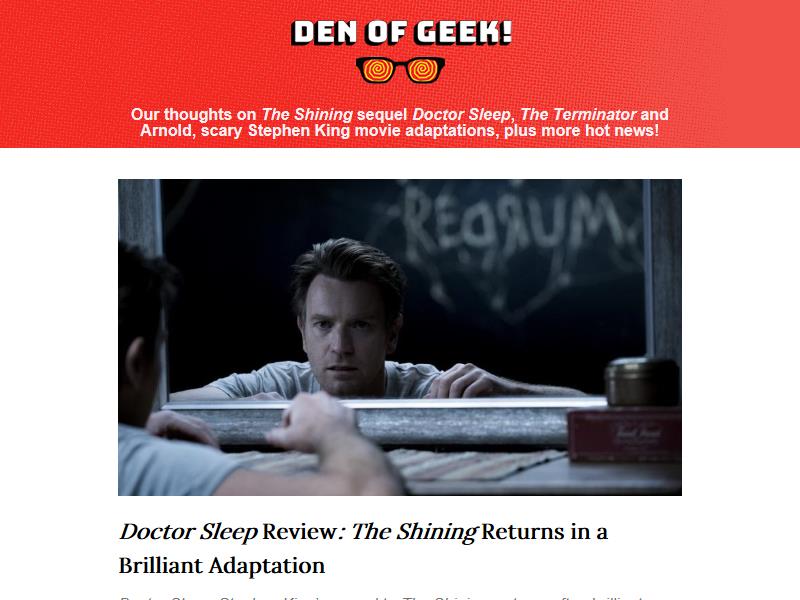 DEN OF GEEK!
Our thoughts on The Shining sequel Doctor Sleep, The Terminator and
Arnold, scary Stephen King movie adaptations, plus more hot news!
REDRUM
Doctor Sleep Review: The Shining Returns in a
Brilliant Adaptation